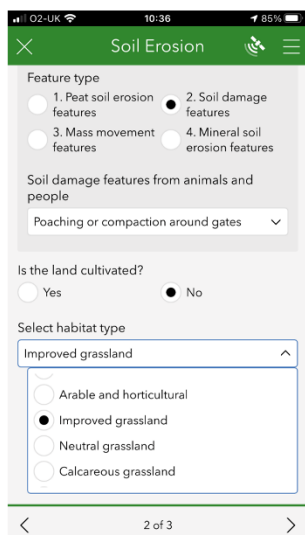 O2-UK 10:36 85%
Soil Erosion
Feature type
1. Peat soil erosion 2. Soil damage
features features
3. Mass movement 4. Mineral soil
features erosion features
Soil damage features from animals and
people
Poaching or compaction around gates
Is the land cultivated?
Yes No
Select habitat type
Improved grassland
Arable and horticultural
Improved grassland
Neutral grassland
Calcareous grassland
2 of 3